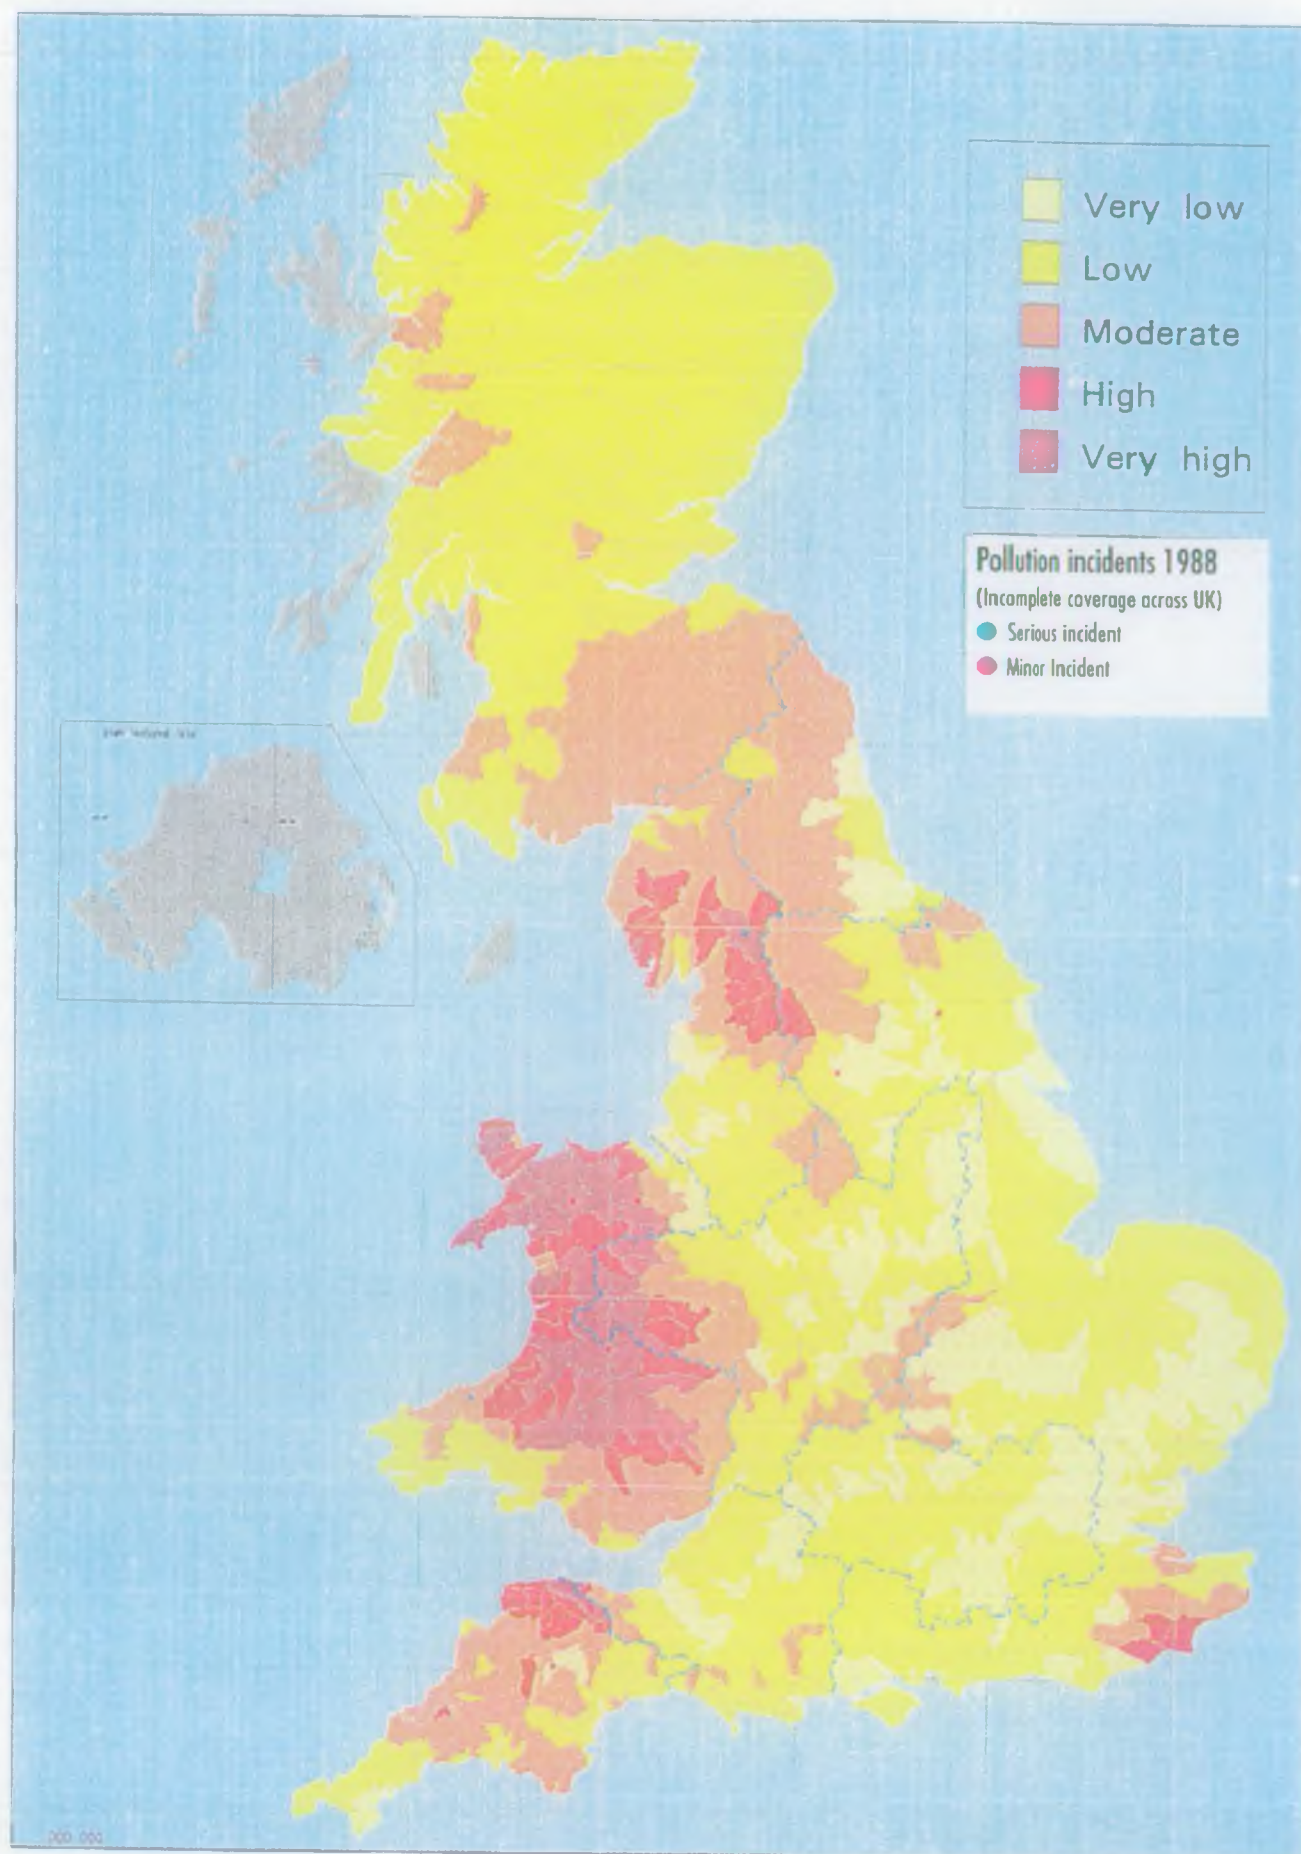 Very low
Low
Moderate
High
Very high
Pollution incidents 1988
(Incomplete coverage across UK)
Serious incident
Minor Incident